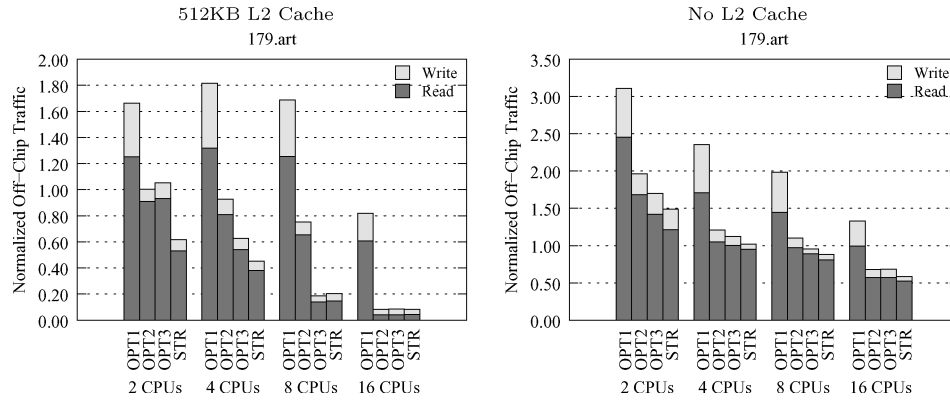 512KB L2 Cache
179.art
Normalized Off-Chip Traffic
2.00
1.80
1.60
1.40
1.20
1.00
0.80
0.60
0.40
0.20
0.00
Write
Read
OPT1 OPT2 OPT3 STR OPT1 OPT2 OPT3 STR OPT1 OPT2 OPT3 STR OPT1 OPT2 OPT3 STR
2 CPUs 4 CPUs 8 CPUs 16 CPUs
No L2 Cache
179.art
Normalized Off-Chip Traffic
3.50
3.00
2.50
2.00
1.50
1.00
0.50
0.00
Write
Read
OPT1 OPT2 OPT3 STR OPT1 OPT2 OPT3 STR OPT1 OPT2 OPT3 STR OPT1 OPT2 OPT3 STR
2 CPUs 4 CPUs 8 CPUs 16 CPUs